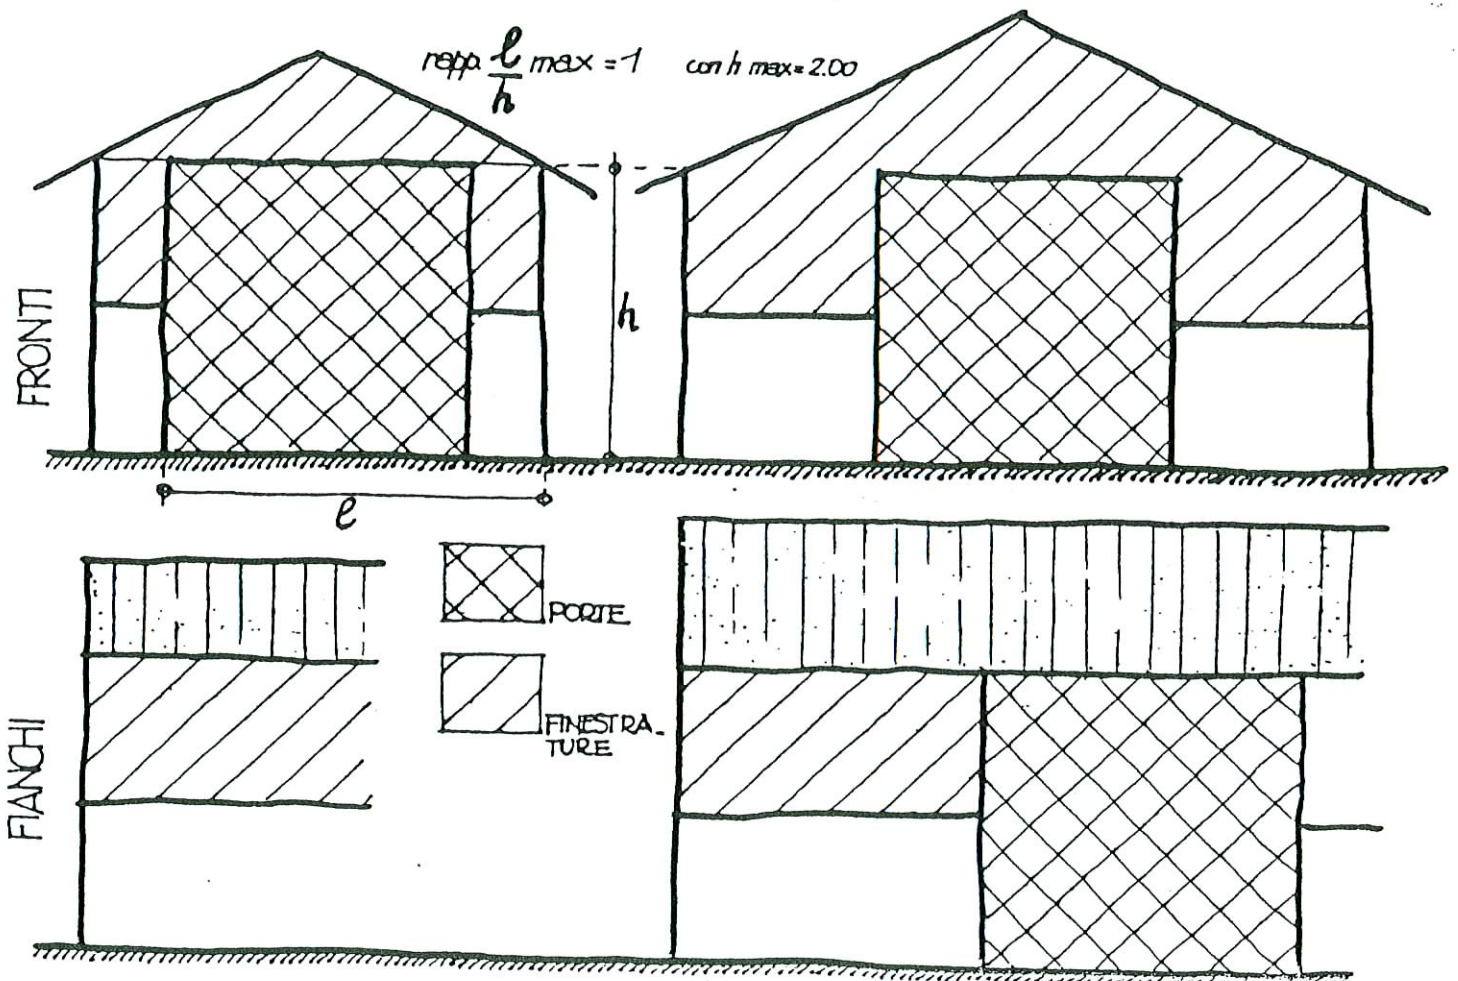 rapp. l/h max = 1 con h max = 2.00
h
FRONTI
l
PORTE
FINESTRA-
TURE
FIANCHI